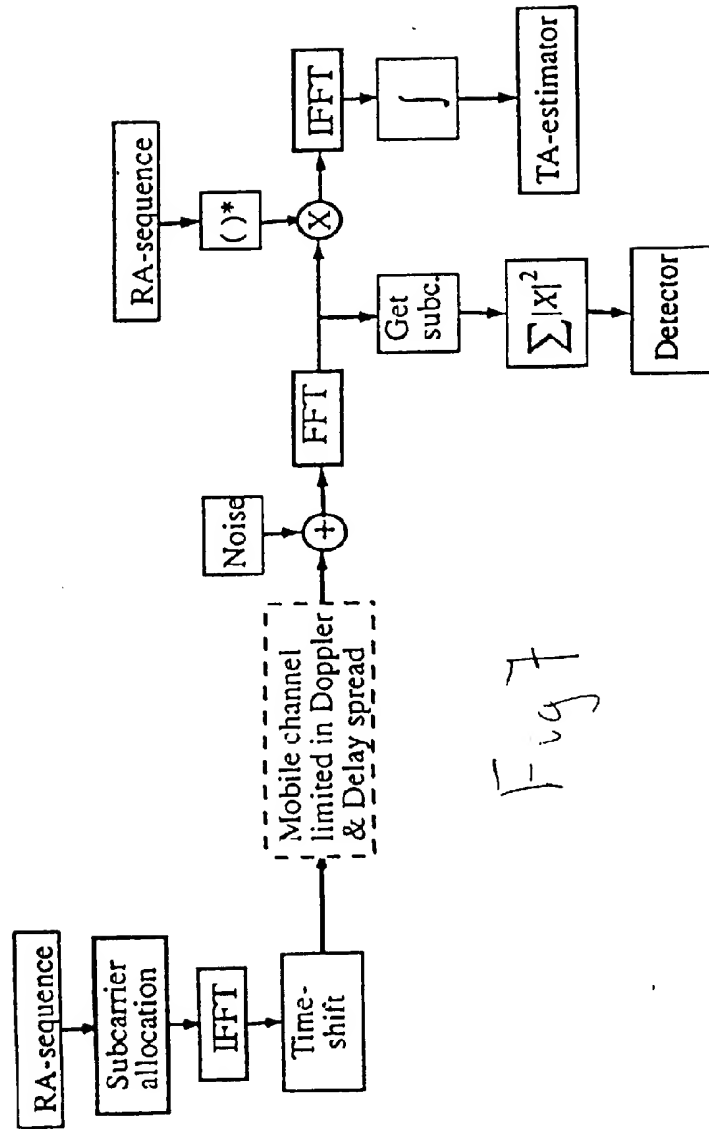 RA-sequence
Subcarrier
allocation
IFFT
Time-
shift
Mobile channel
limited in Doppler
& Delay spread
Noise
+
FFT
RA-sequence
( )*
X
IFFT
∫
TA-estimator
Get
subc.
∑|X|²
Detector
Fig 7